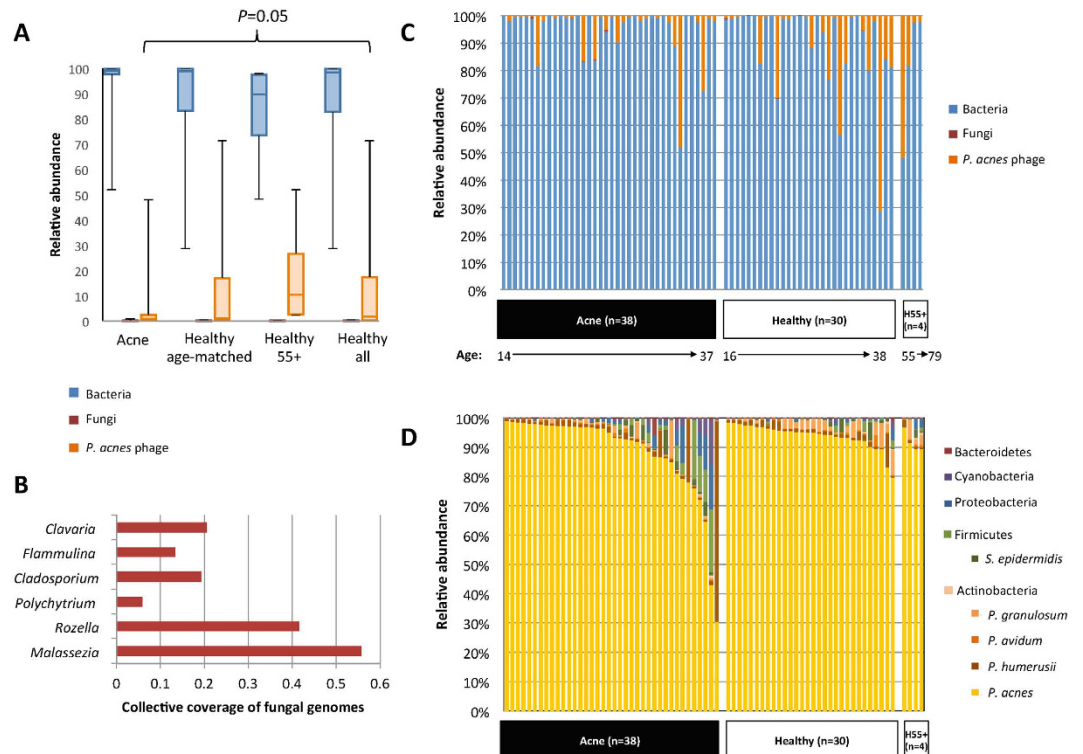 A
P=0.05
Relative abundance
100
90
80
70
60
50
40
30
20
10
0
Acne
Healthy
age-matched
Healthy
55+
Healthy
all
Bacteria
Fungi
P. acnes phage
B
Clavaria
Flammulina
Cladosporium
Polychytrium
Rozella
Malassezia
0 0.1 0.2 0.3 0.4 0.5 0.6
Collective coverage of fungal genomes
C
Relative abundance
100%
90%
80%
70%
60%
50%
40%
30%
20%
10%
0%
Bacteria
Fungi
P. acnes phage
Acne (n=38)
Healthy (n=30)
H55+
(n=4)
Age: 14 37 16 38 55 79
D
Relative abundance
100%
90%
80%
70%
60%
50%
40%
30%
20%
10%
0%
Bacteroidetes
Cyanobacteria
Proteobacteria
Firmicutes
S. epidermidis
Actinobacteria
P. granulosum
P. avidum
P. humerusii
P. acnes
Acne (n=38)
Healthy (n=30)
H55+
(n=4)